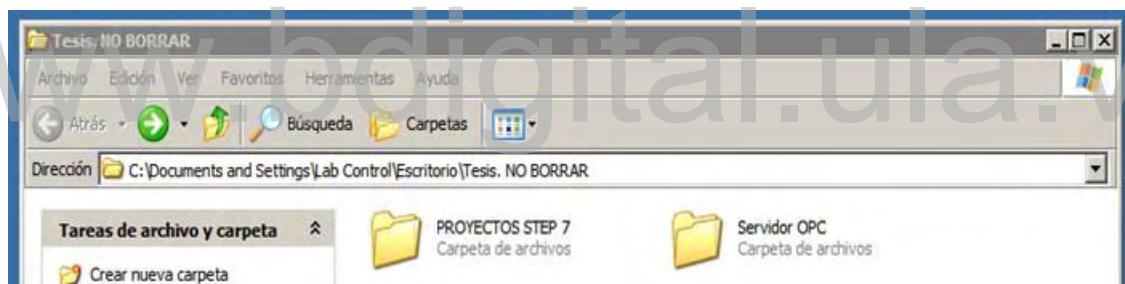 www.bdigital.ula.v
Tesis. NO BORRAR
Archivo Edición Ver Favoritos Herramientas Ayuda
Atrás Búsqueda Carpetas
Dirección C:\Documents and Settings\Lab Control\Escritorio\Tesis. NO BORRAR
Tareas de archivo y carpeta
Crear nueva carpeta
PROYECTOS STEP 7
Carpeta de archivos
Servidor OPC
Carpeta de archivos